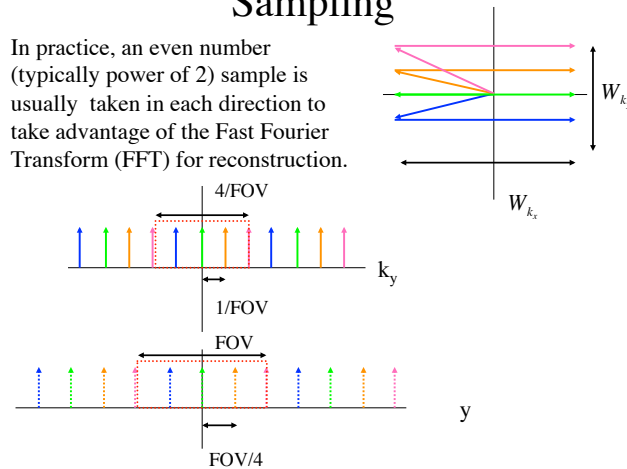 Sampling
In practice, an even number
(typically power of 2) sample is
usually taken in each direction to
take advantage of the Fast Fourier
Transform (FFT) for reconstruction.
W_{k_y}
W_{k_x}
4/FOV
k_y
1/FOV
FOV
y
FOV/4